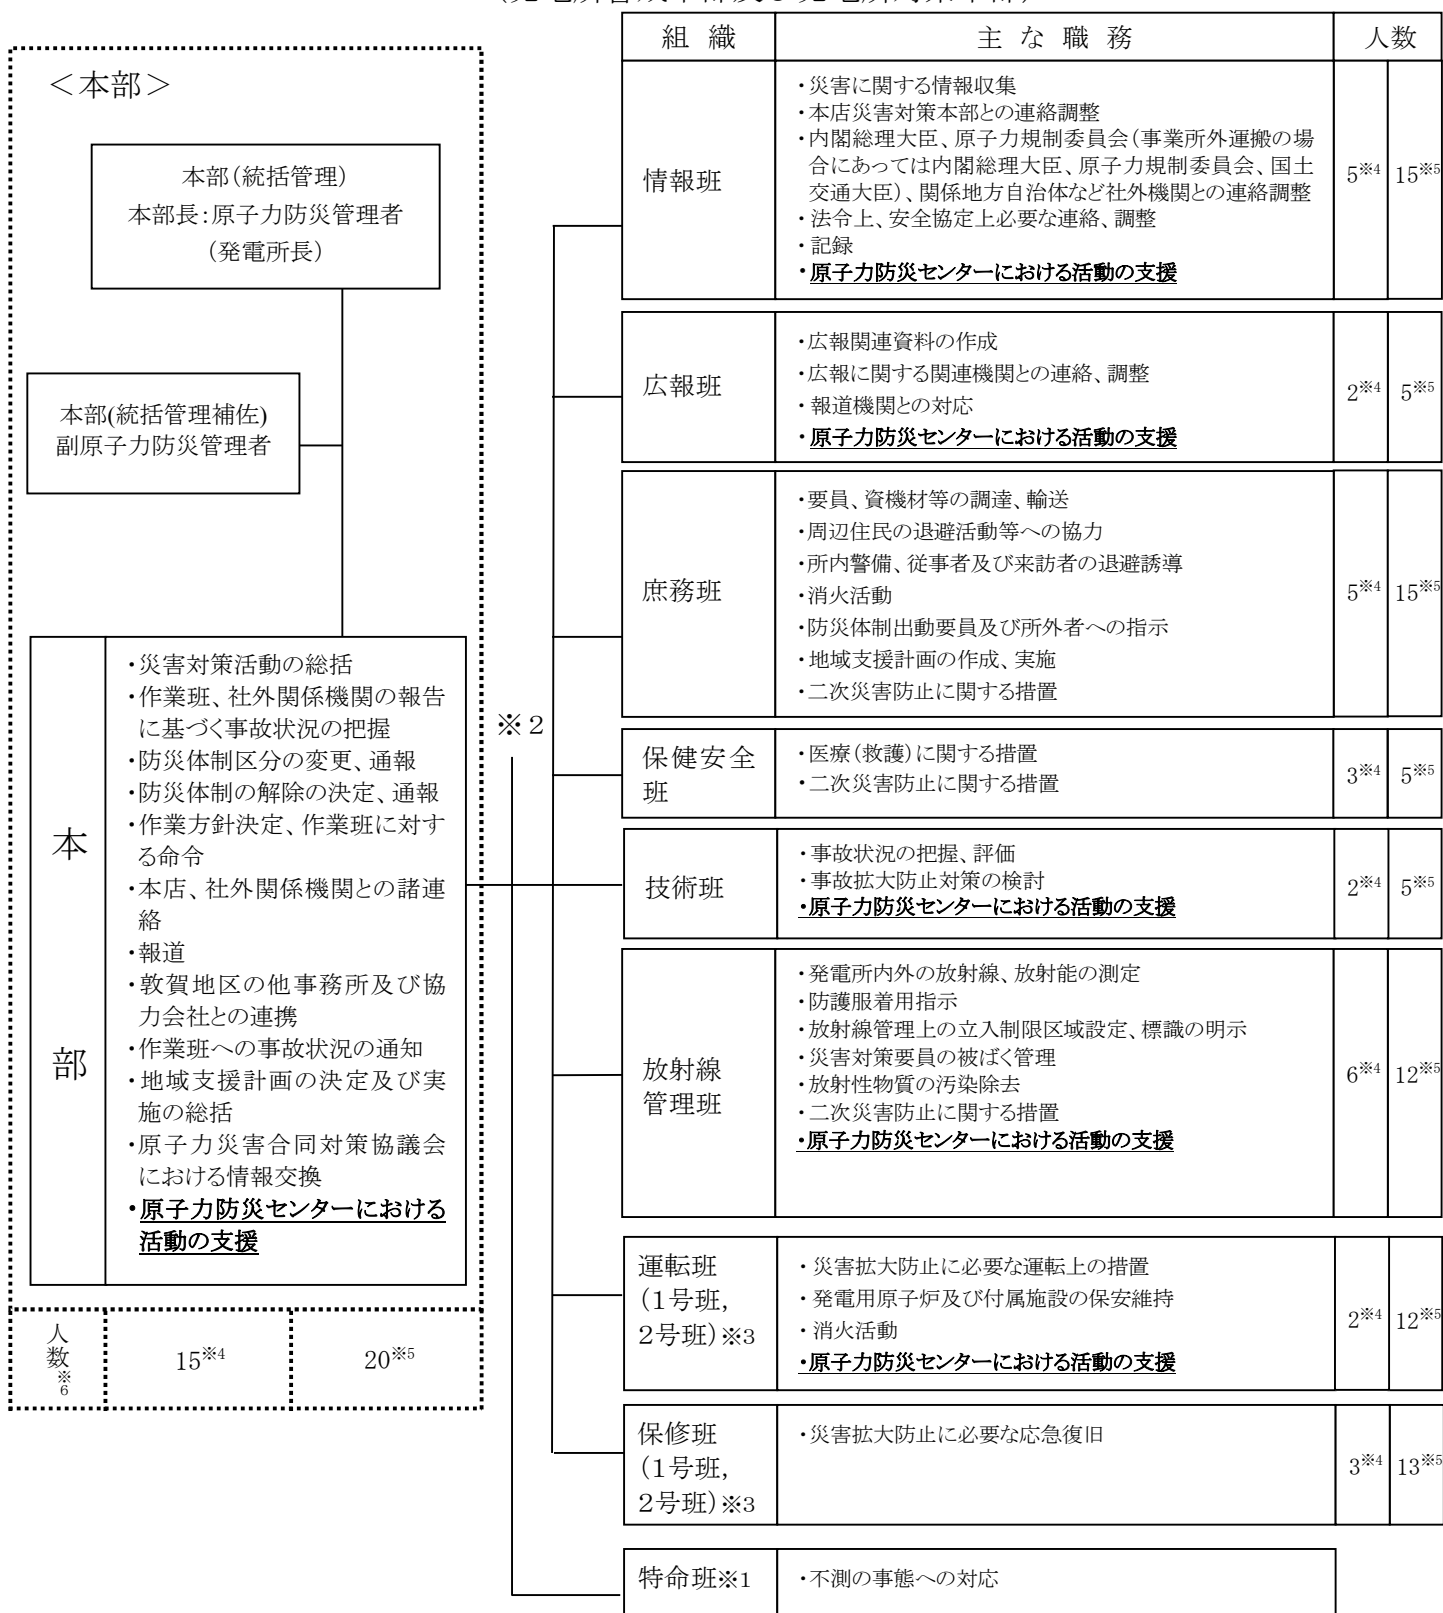 (発電所警戒本部及び発電所対策本部)
＜本部＞
本部(統括管理)
本部長：原子力防災管理者
(発電所長)
本部(統括管理補佐)
副原子力防災管理者
本部
・災害対策活動の総括
・作業班、社外関係機関の報告
に基づく事故状況の把握
・防災体制区分の変更、通報
・防災体制の解除の決定、通報
・作業方針決定、作業班に対す
る命令
・本店、社外関係機関との諸連
絡
・報道
・敦賀地区の他事務所及び協
力会社との連携
・作業班への事故状況の通知
・地域支援計画の決定及び実
施の総括
・原子力災害合同対策協議会
における情報交換
・原子力防災センターにおける
活動の支援
人数※6
15※4 20※5
※2
組織 主な職務 人数
情報班
・災害に関する情報収集
・本店災害対策本部との連絡調整
・内閣総理大臣、原子力規制委員会（事業所外運搬の場
合にあっては内閣総理大臣、原子力規制委員会、国土
交通大臣）、関係地方自治体など社外機関との連絡調整
・法令上、安全協定上必要な連絡、調整
・記録
・原子力防災センターにおける活動の支援
5※4 15※5
広報班
・広報関連資料の作成
・広報に関する関連機関との連絡、調整
・報道機関との対応
・原子力防災センターにおける活動の支援
2※4 5※5
庶務班
・要員、資機材等の調達、輸送
・周辺住民の退避活動等への協力
・所内警備、従事者及び来訪者の退避誘導
・消火活動
・防災体制出動要員及び所外者への指示
・地域支援計画の作成、実施
・二次災害防止に関する措置
5※4 15※5
保健安全
班
・医療(救護)に関する措置
・二次災害防止に関する措置
3※4 5※5
技術班
・事故状況の把握、評価
・事故拡大防止対策の検討
・原子力防災センターにおける活動の支援
2※4 5※5
放射線
管理班
・発電所内外の放射線、放射能の測定
・防護服着用指示
・放射線管理上の立入制限区域設定、標識の明示
・災害対策要員の被ばく管理
・放射性物質の汚染除去
・二次災害防止に関する措置
・原子力防災センターにおける活動の支援
6※4 12※5
運転班
(1号班,
2号班)※3
・災害拡大防止に必要な運転上の措置
・発電用原子炉及び付属施設の保安維持
・消火活動
・原子力防災センターにおける活動の支援
2※4 12※5
保修班
(1号班,
2号班)※3
・災害拡大防止に必要な応急復旧
3※4 13※5
特命班※1
・不測の事態への対応